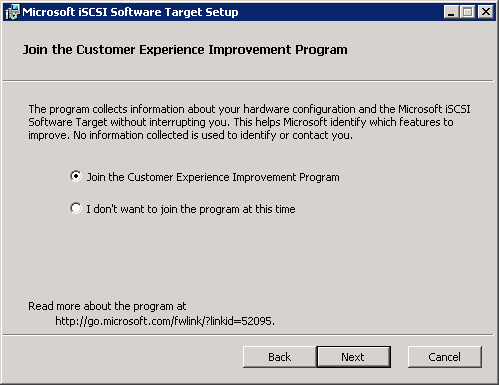 Microsoft iSCSI Software Target Setup
Join the Customer Experience Improvement Program
The program collects information about your hardware configuration and the Microsoft iSCSI
Software Target without interrupting you. This helps Microsoft identify which features to
improve. No information collected is used to identify or contact you.
Join the Customer Experience Improvement Program
I don't want to join the program at this time
Read more about the program at
http://go.microsoft.com/fwlink/?linkid=52095.
Back Next Cancel